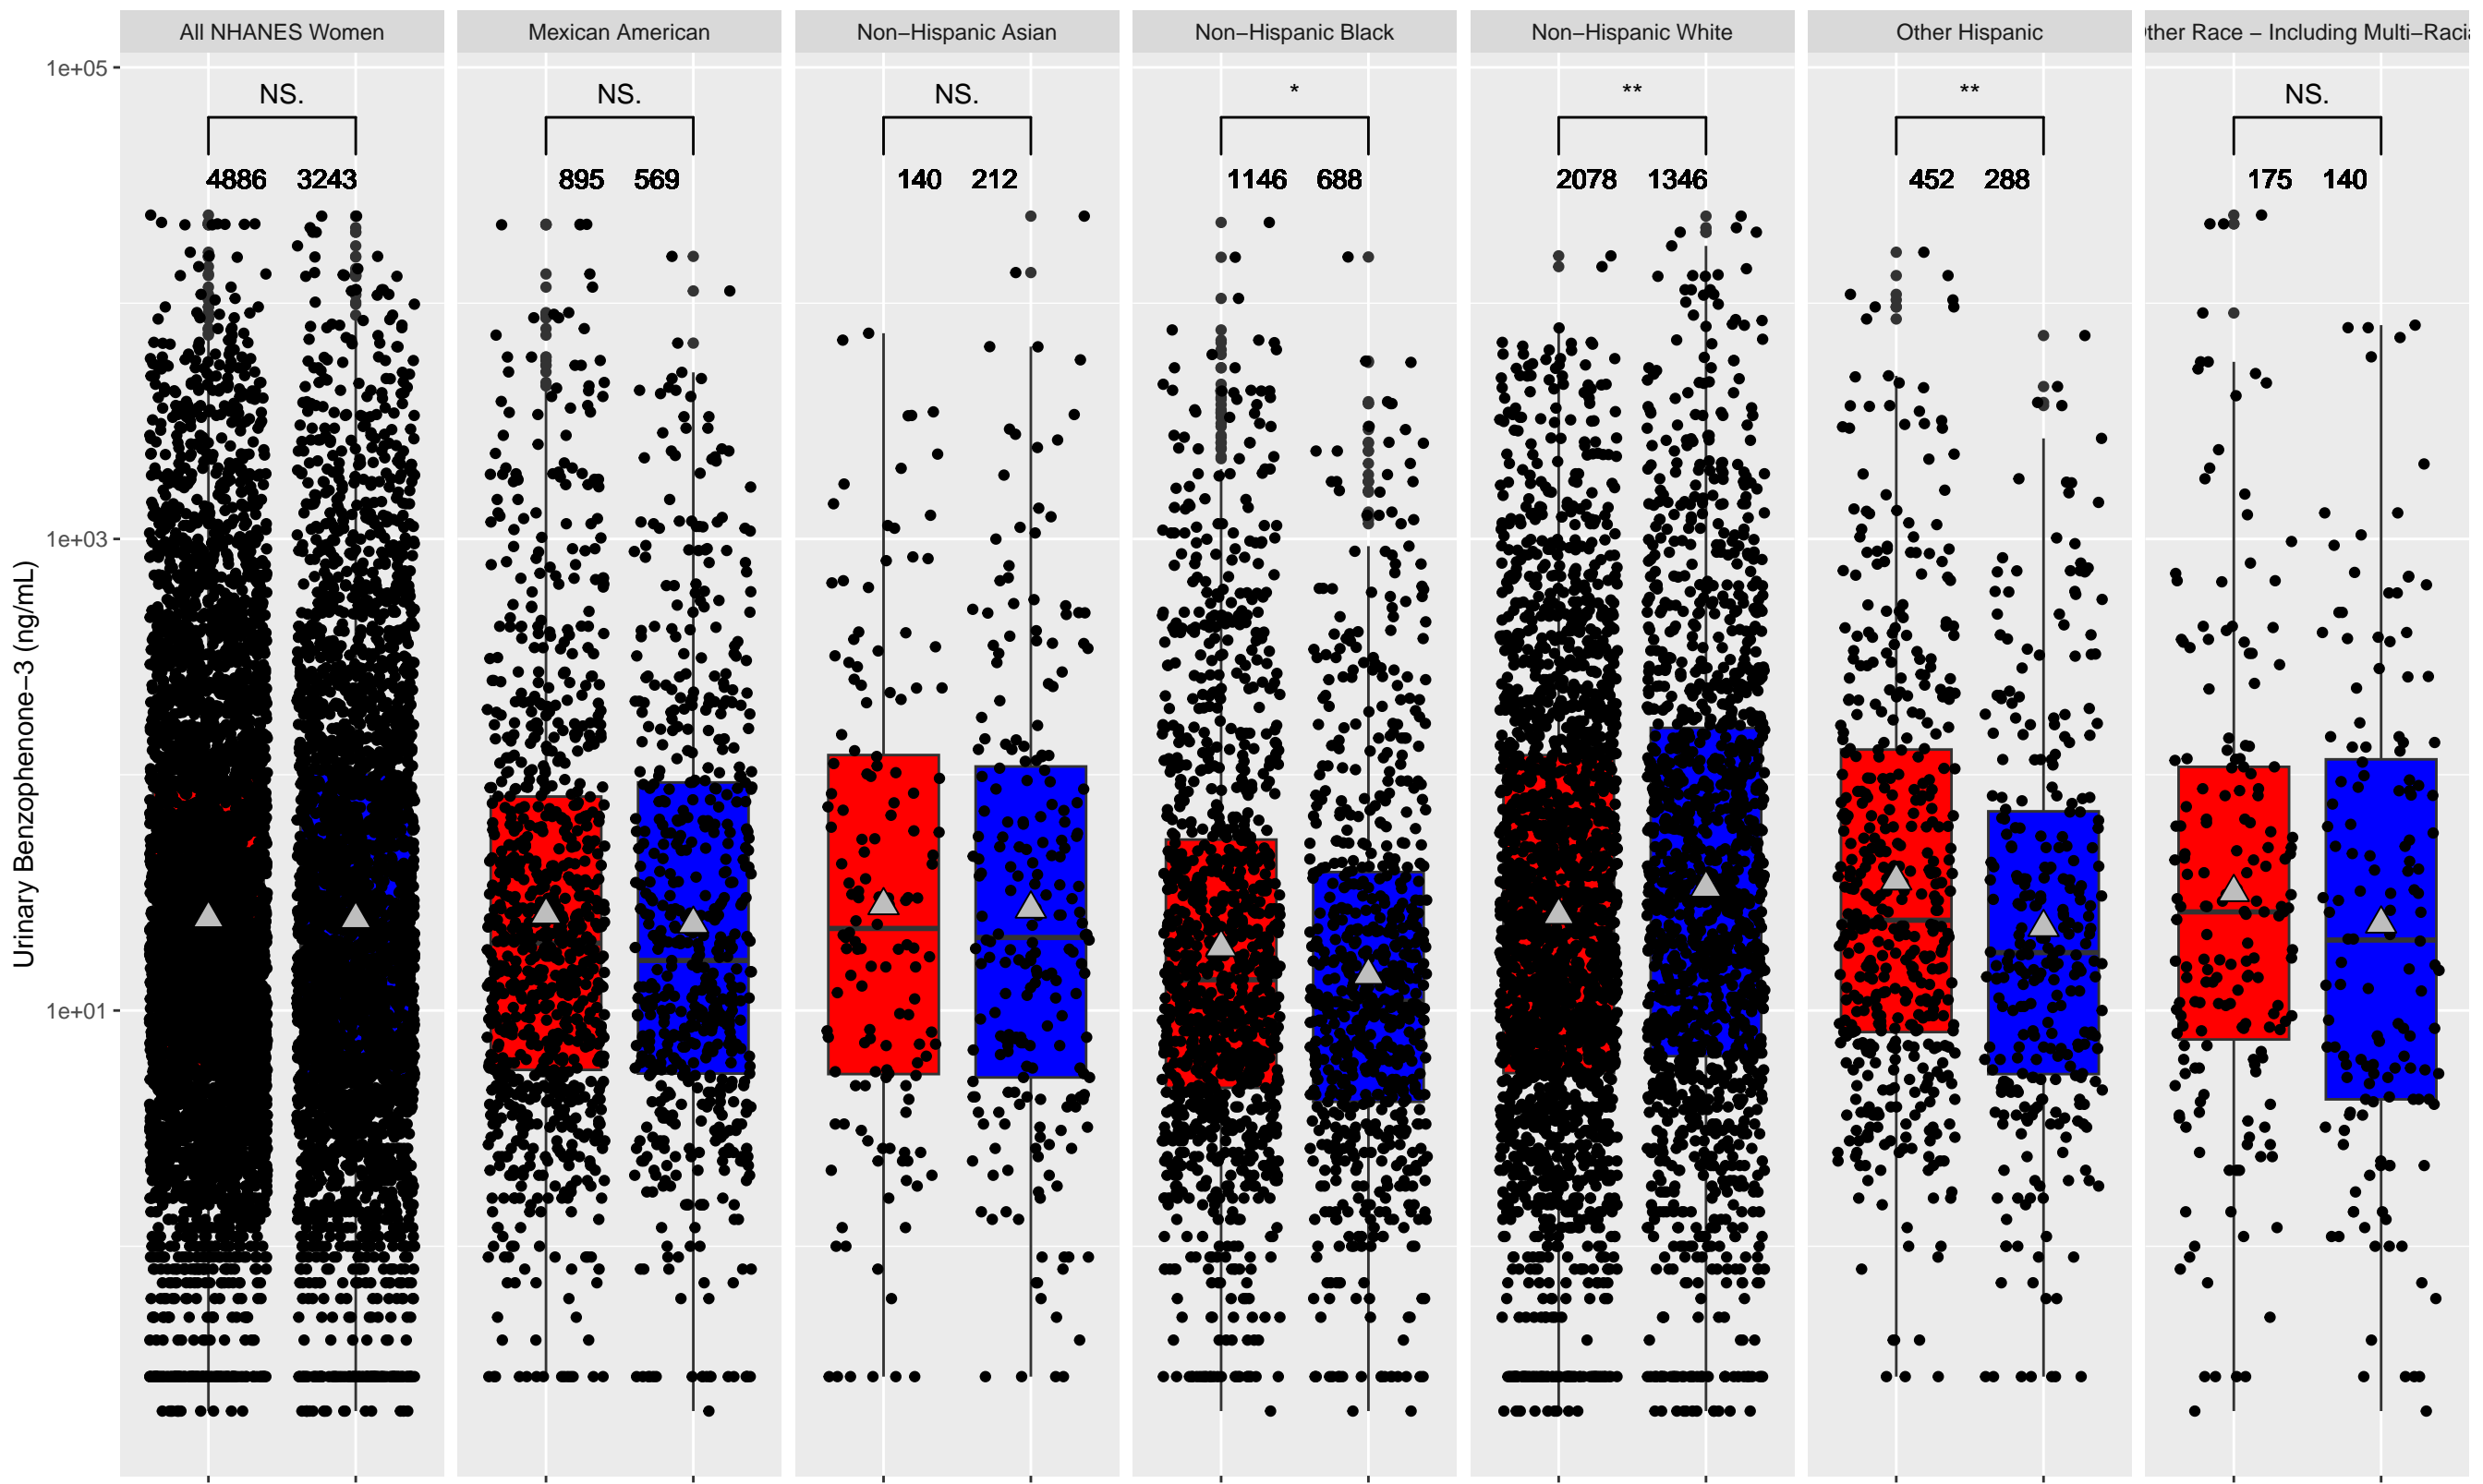 All NHANES Women
Mexican American
Non−Hispanic Asian
Non−Hispanic Black
Non−Hispanic White
Other Hispanic
ther Race − Including Multi−Racia
1e+05
NS.
NS.
NS.
*
**
**
NS.
4886 3243
895 569
140 212
1146 688
2078 1346
452 288
175 140
1e+03
1e+01
Urinary Benzophenone−3 (ng/mL)